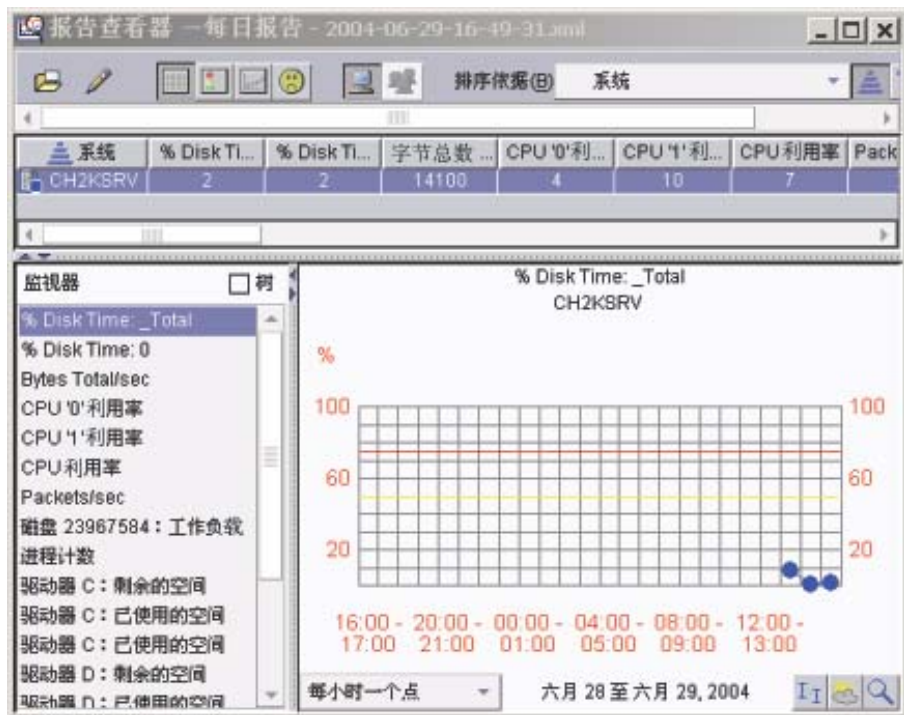 报告查看器 - 每日报告 - 2004-06-29-16-49-31.xml
排序依据(B) 系统
系统 % Disk Ti... % Disk Ti... 字节总数 ... CPU '0'利... CPU '1'利... CPU利用率 Pack
CH2KSRV 2 2 14100 4 10 7
监视器 树
% Disk Time: _Total
% Disk Time: 0
Bytes Total/sec
CPU '0'利用率
CPU '1'利用率
CPU利用率
Packets/sec
磁盘 23967584：工作负载
进程计数
驱动器 C：剩余的空间
驱动器 C：已使用的空间
驱动器 C：已使用的空间
驱动器 D：剩余的空间
驱动器 D：已使用的空间
% Disk Time: _Total
CH2KSRV
%
100 100
60 60
20 20
16:00 - 20:00 - 00:00 - 04:00 - 08:00 - 12:00 -
17:00 21:00 01:00 05:00 09:00 13:00
每小时一个点 六月 28 至六月 29, 2004